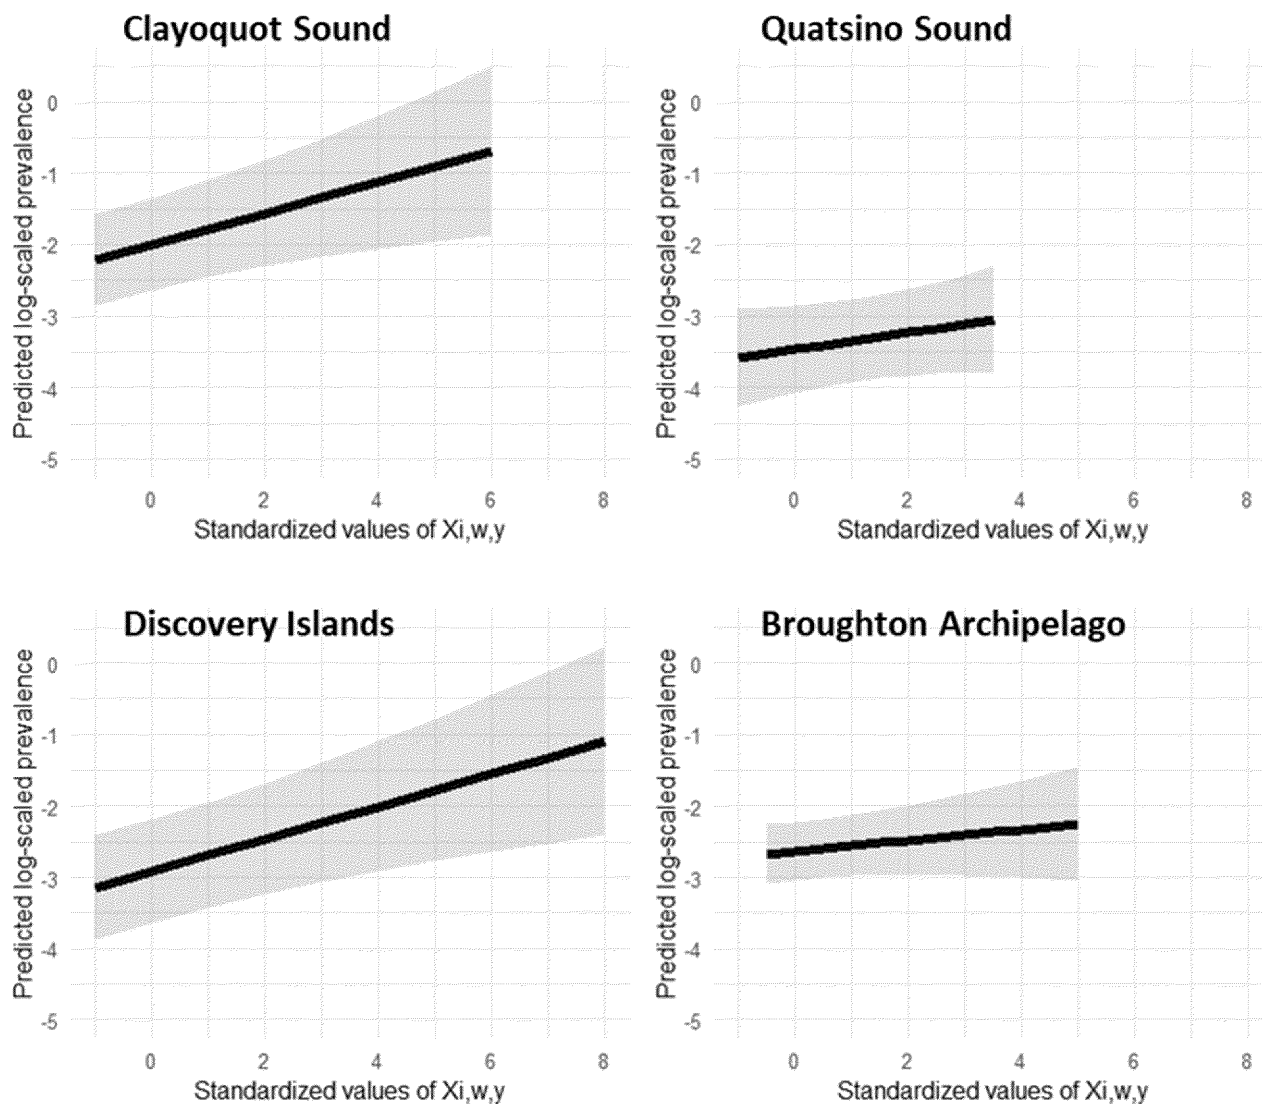 Clayoquot Sound
Predicted log-scaled prevalence
0
-1
-2
-3
-4
-5
0 2 4 6 8
Standardized values of Xi,w,y
Quatsino Sound
Predicted log-scaled prevalence
0
-1
-2
-3
-4
-5
0 2 4 6 8
Standardized values of Xi,w,y
Discovery Islands
Predicted log-scaled prevalence
0
-1
-2
-3
-4
-5
0 2 4 6 8
Standardized values of Xi,w,y
Broughton Archipelago
Predicted log-scaled prevalence
0
-1
-2
-3
-4
-5
0 2 4 6 8
Standardized values of Xi,w,y